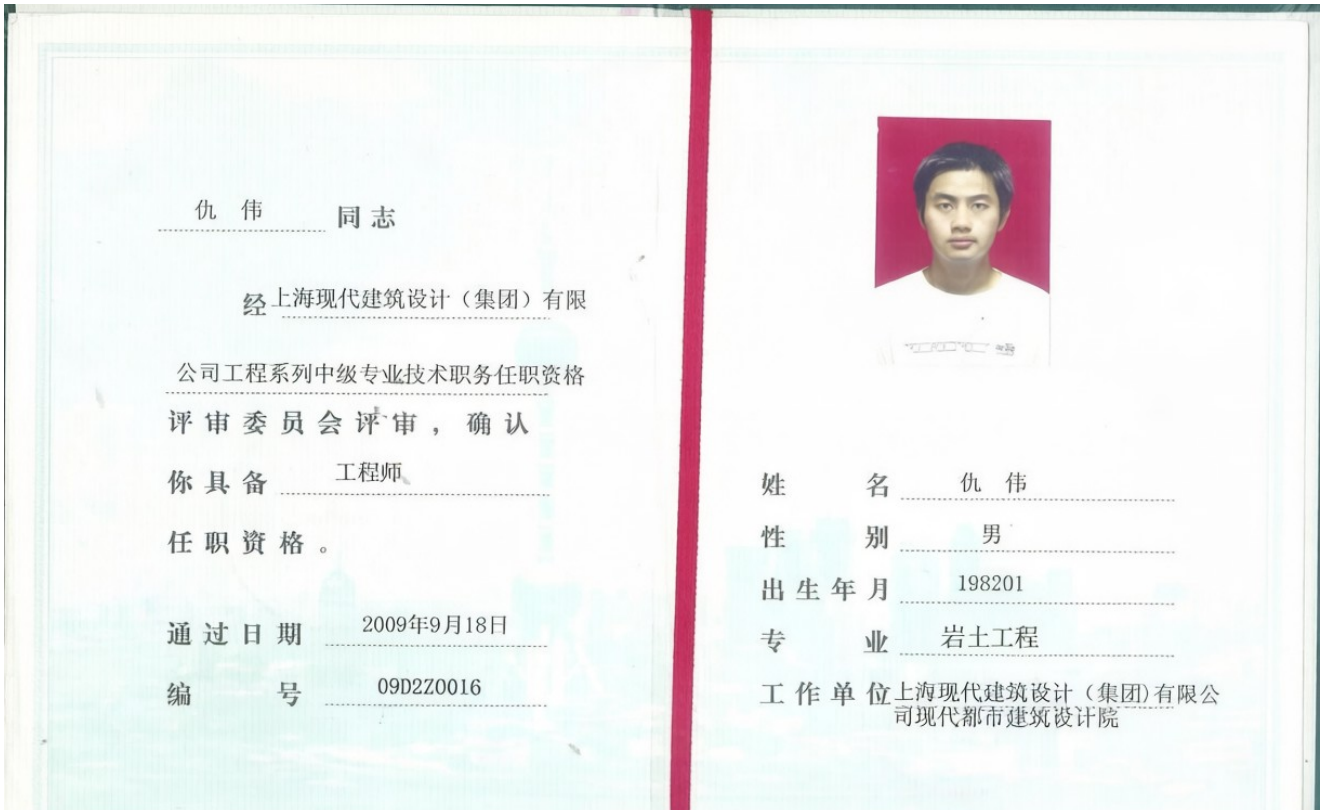 仇 伟 同志
经上海现代建筑设计（集团）有限
公司工程系列中级专业技术职务任职资格
评审委员会评审，确认
你具备 工程师
任职资格。
通过日期 2009年9月18日
编 号 09D2Z0016
姓 名 仇 伟
性 别 男
出生年月 198201
专 业 岩土工程
工作单位 上海现代建筑设计（集团)有限公
司现代都市建筑设计院